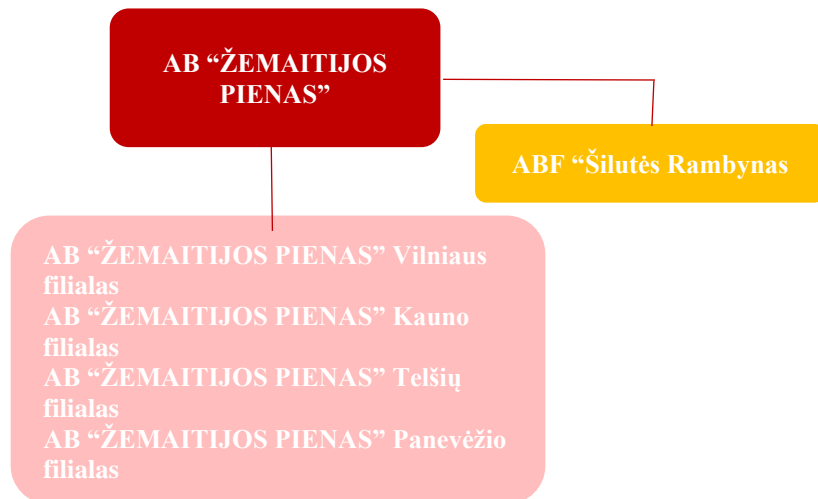 AB “ŽEMAITIJOS
PIENAS”
ABF “Šilutės Rambynas
AB “ŽEMAITIJOS PIENAS” Vilniaus
filialas
AB “ŽEMAITIJOS PIENAS” Kauno
filialas
AB “ŽEMAITIJOS PIENAS” Telšių
filialas
AB “ŽEMAITIJOS PIENAS” Panevėžio
filialas